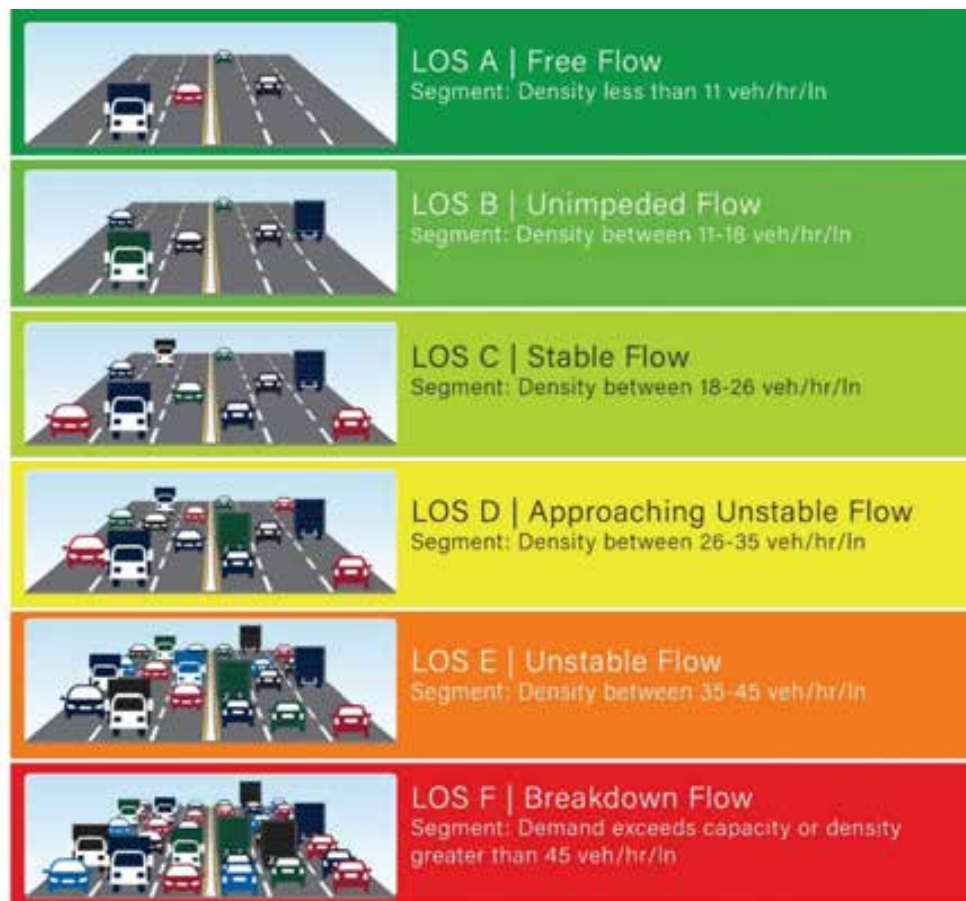 LOS A | Free Flow
Segment: Density less than 11 veh/hr/ln
LOS B | Unimpeded Flow
Segment: Density between 11-18 veh/hr/ln
LOS C | Stable Flow
Segment: Density between 18-26 veh/hr/ln
LOS D | Approaching Unstable Flow
Segment: Density between 26-35 veh/hr/ln
LOS E | Unstable Flow
Segment: Density between 35-45 veh/hr/ln
LOS F | Breakdown Flow
Segment: Demand exceeds capacity or density
greater than 45 veh/hr/ln